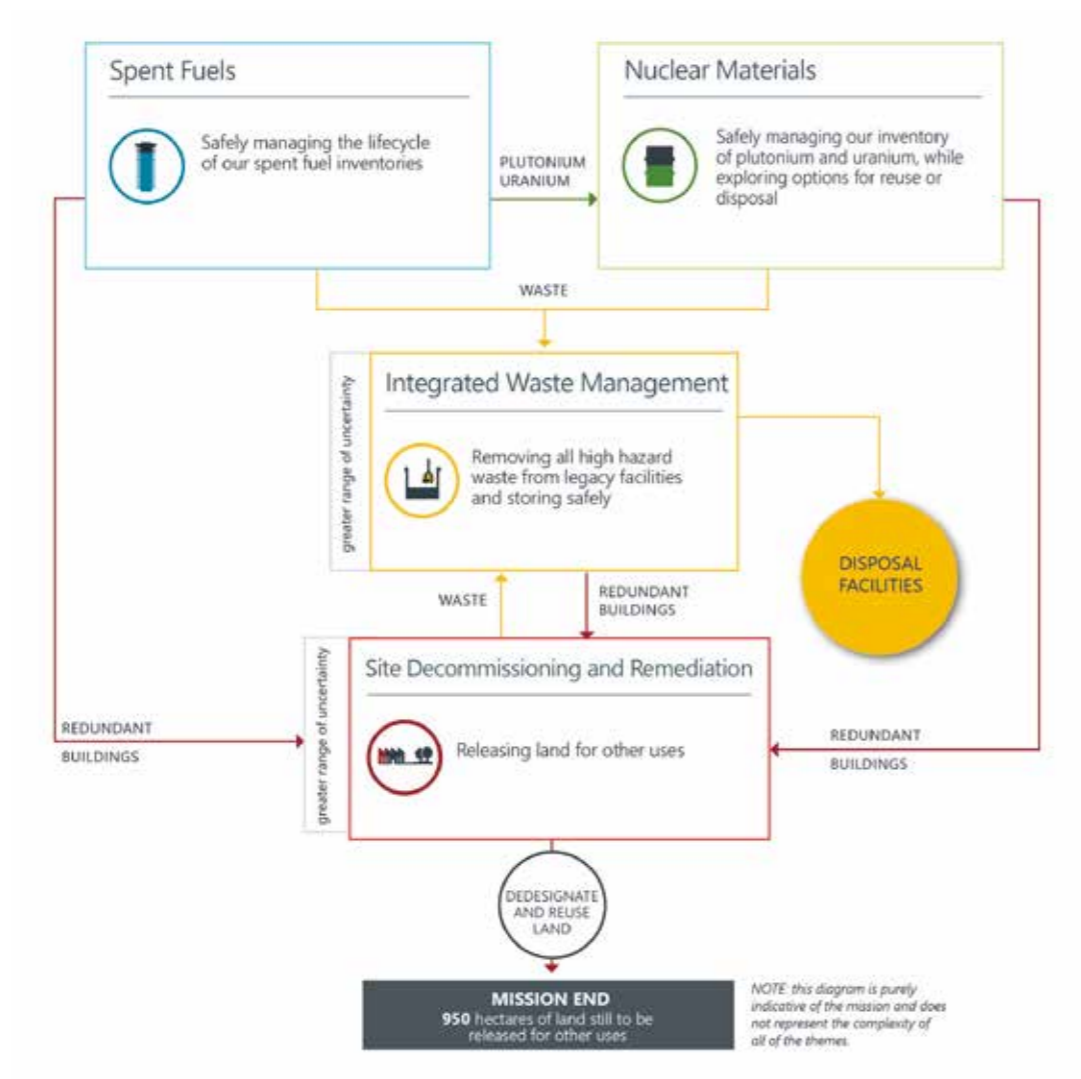 Spent Fuels
Safely managing the lifecycle
of our spent fuel inventories
PLUTONIUM
URANIUM
Nuclear Materials
Safely managing our inventory
of plutonium and uranium, while
exploring options for reuse or
disposal
WASTE
greater range of uncertainty
Integrated Waste Management
Removing all high hazard
waste from legacy facilities
and storing safely
DISPOSAL
FACILITIES
WASTE
REDUNDANT
BUILDINGS
greater range of uncertainty
Site Decommissioning and Remediation
Releasing land for other uses
REDUNDANT
BUILDINGS
REDUNDANT
BUILDINGS
DEDESIGNATE
AND REUSE
LAND
MISSION END
950 hectares of land still to be
released for other uses
NOTE: this diagram is purely
indicative of the mission and does
not represent the complexity of
all of the themes.